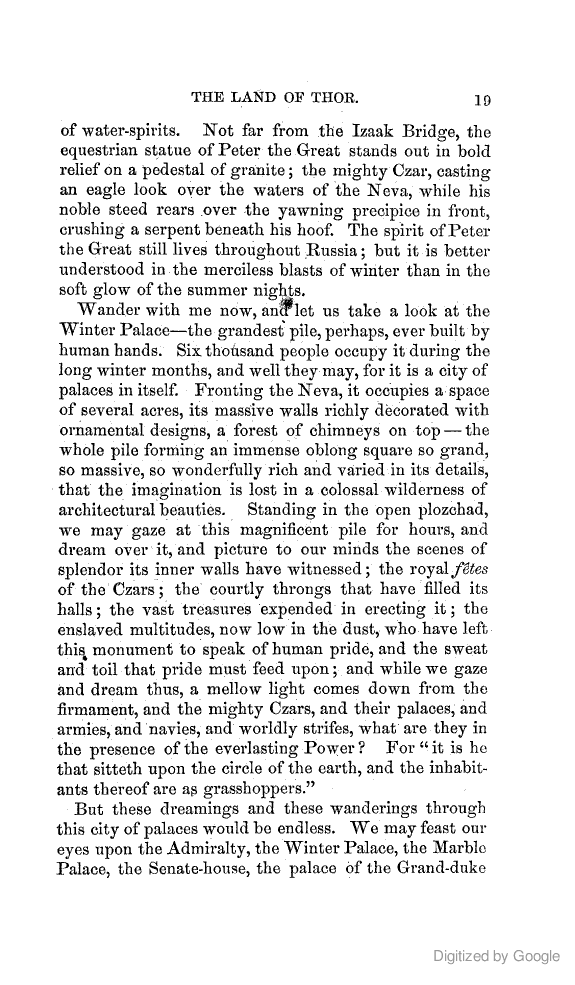 THE LAND OF THOR. 19
of water-spirits. Not far from the Izaak Bridge, the
equestrian statue of Peter the Great stands out in bold
relief on a pedestal of granite; the mighty Czar, casting
an eagle look over the waters of the Neva, while his
noble steed rears over the yawning precipice in front,
crushing a serpent beneath his hoof. The spirit of Peter
the Great still lives throughout Russia; but it is better
understood in the merciless blasts of winter than in the
soft glow of the summer nights.
Wander with me now, and let us take a look at the
Winter Palace—the grandest pile, perhaps, ever built by
human hands. Six thousand people occupy it during the
long winter months, and well they may, for it is a city of
palaces in itself. Fronting the Neva, it occupies a space
of several acres, its massive walls richly decorated with
ornamental designs, a forest of chimneys on top—the
whole pile forming an immense oblong square so grand,
so massive, so wonderfully rich and varied in its details,
that the imagination is lost in a colossal wilderness of
architectural beauties. Standing in the open plozchad,
we may gaze at this magnificent pile for hours, and
dream over it, and picture to our minds the scenes of
splendor its inner walls have witnessed; the royal fêtes
of the Czars; the courtly throngs that have filled its
halls; the vast treasures expended in erecting it; the
enslaved multitudes, now low in the dust, who have left
this monument to speak of human pride, and the sweat
and toil that pride must feed upon; and while we gaze
and dream thus, a mellow light comes down from the
firmament, and the mighty Czars, and their palaces, and
armies, and navies, and worldly strifes, what are they in
the presence of the everlasting Power? For “it is he
that sitteth upon the circle of the earth, and the inhabit-
ants thereof are as grasshoppers.”
But these dreamings and these wanderings through
this city of palaces would be endless. We may feast our
eyes upon the Admiralty, the Winter Palace, the Marble
Palace, the Senate-house, the palace of the Grand-duke
Digitized by Google